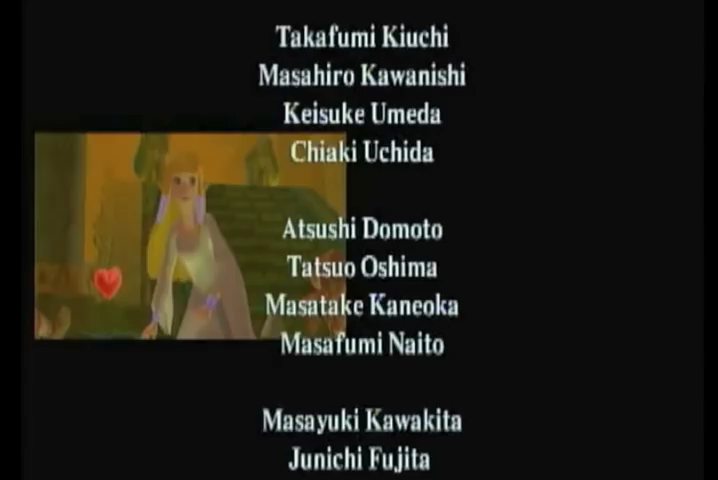 Takafumi Kiuchi
Masahiro Kawanishi
Keisuke Umeda
Chiaki Uchida
Atsushi Domoto
Tatsuo Oshima
Masatake Kaneoka
Masafumi Naito
Masayuki Kawakita
Junichi Fujita